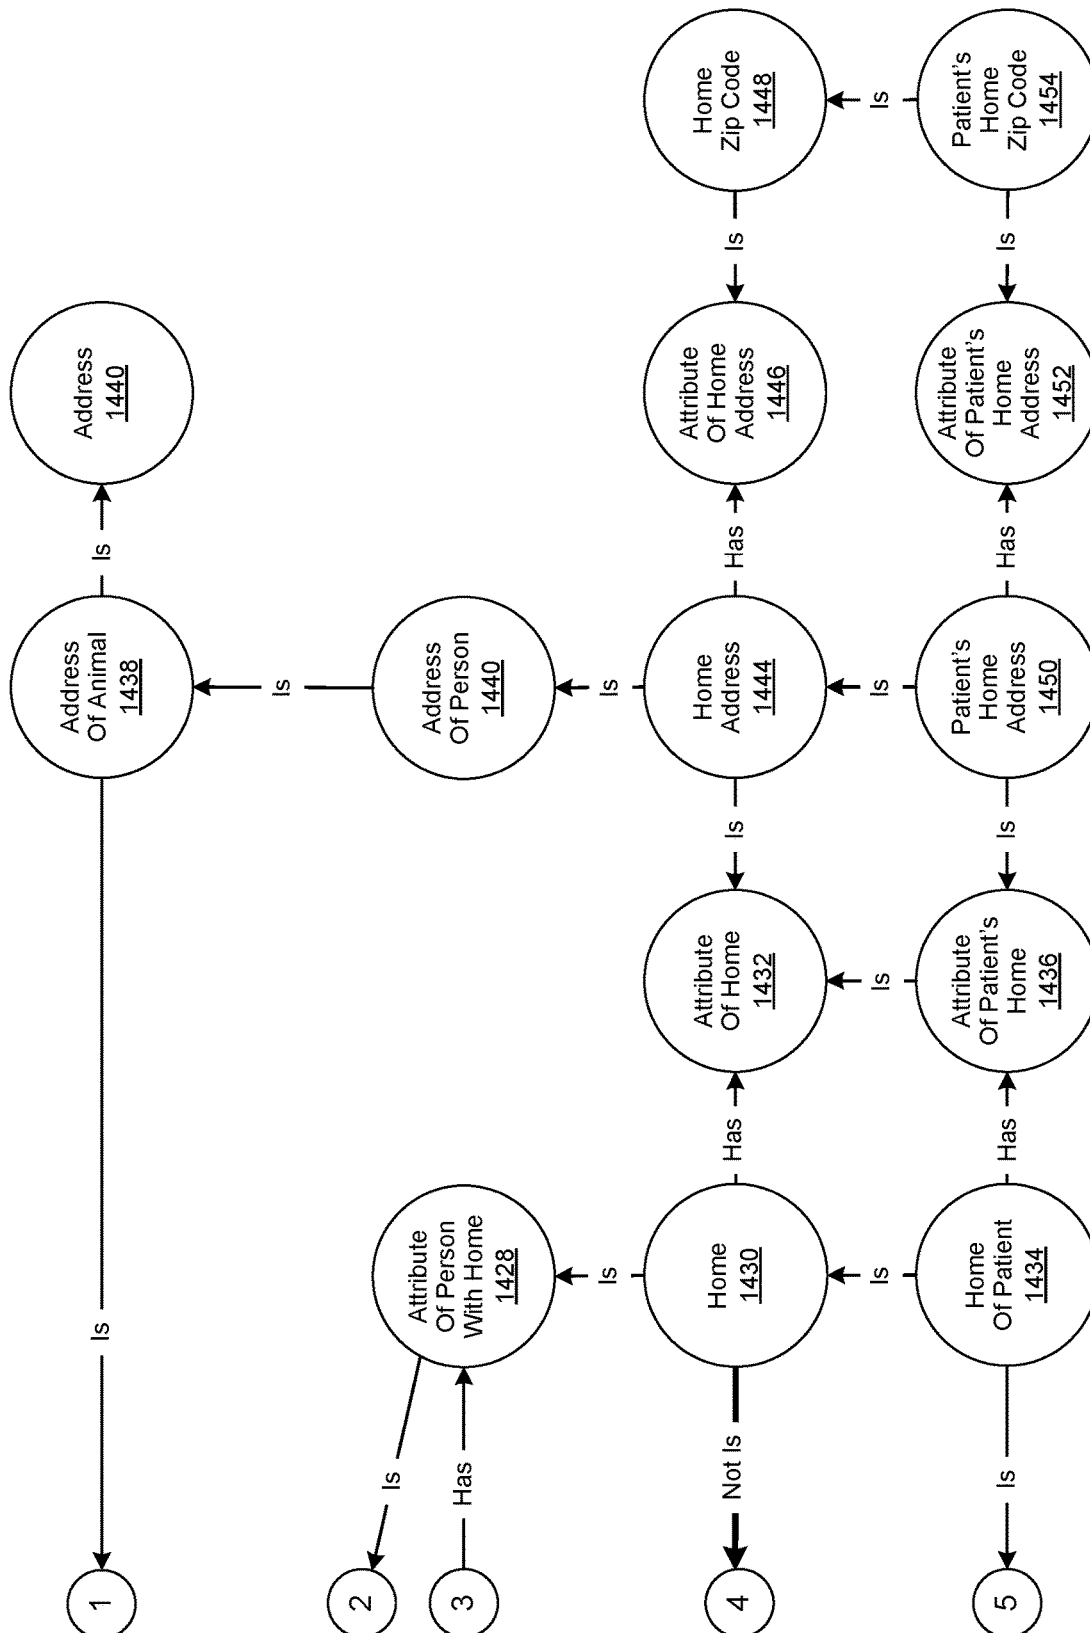 1
Is
Address
Of Animal
1438
Is
Address
1440
Is
2
Is
3
Has
Attribute
Of Person
With Home
1428
Address
Of Person
1440
Is
Is
4
Not Is
Home
1430
Has
Attribute
Of Home
1432
Is
Home
Address
1444
Has
Attribute
Of Home
Address
1446
Is
Home
Zip Code
1448
Is
Is
Is
Is
5
Is
Home
Of Patient
1434
Has
Attribute
Of Patient's
Home
1436
Is
Patient's
Home
Address
1450
Has
Attribute
Of Patient's
Home
Address
1452
Is
Patient's
Home
Zip Code
1454